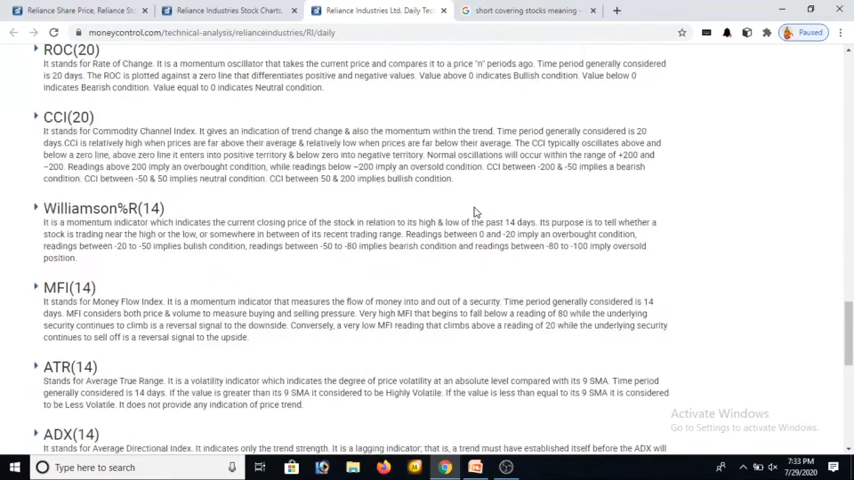 Reliance Share Price, Reliance St
Reliance Industries Stock Charts,
Reliance Industries Ltd. Daily Tec
short covering stocks meaning -
moneycontrol.com/technical-analysis/relianceindustries/RI/daily
Paused
ROC(20)
It stands for Rate of Change. It is a momentum oscillator that takes the current price and compares it to a price "n" periods ago. Time period generally considered
is 20 days. The ROC is plotted against a zero line that differentiates positive and negative values. Value above 0 indicates Bullish condition. Value below 0
indicates Bearish condition. Value equal to 0 indicates Neutral condition.
CCI(20)
It stands for Commodity Channel Index. It gives an indication of trend change & also the momentum within the trend. Time period generally considered is 20
days.CCI is relatively high when prices are far above their average & relatively low when prices are far below their average. The CCI typically oscillates above and
below a zero line, above zero line it enters into positive territory & below zero into negative territory. Normal oscillations will occur within the range of +200 and
−200. Readings above 200 imply an overbought condition, while readings below −200 imply an oversold condition. CCI between -200 & -50 implies a bearish
condition. CCI between -50 & 50 implies neutral condition. CCI between 50 & 200 implies bullish condition.
Williamson%R(14)
It is a momentum indicator which indicates the current closing price of the stock in relation to its high & low of the past 14 days. Its purpose is to tell whether a
stock is trading near the high or the low, or somewhere in between of its recent trading range. Readings between 0 and -20 imply an overbought condition,
readings between -20 to -50 implies bulish condition, readings between -50 to -80 implies bearish condition and readings between -80 to -100 imply oversold
position.
MFI(14)
It stands for Money Flow Index. It is a momentum indicator that measures the flow of money into and out of a security. Time period generally considered is 14
days. MFI considers both price & volume to measure buying and selling pressure. Very high MFI that begins to fall below a reading of 80 while the underlying
security continues to climb is a reversal signal to the downside. Conversely, a very low MFI reading that climbs above a reading of 20 while the underlying security
continues to sell off is a reversal signal to the upside.
ATR(14)
Stands for Average True Range. It is a volatility indicator which indicates the degree of price volatility at an absolute level compared with its 9 SMA. Time period
generally considered is 14 days. If the value is greater than its 9 SMA it considered to be Highly Volatile. If the value is less than equal to its 9 SMA it is considered
to be Less Volatile. It does not provide any indication of price trend.
Activate Windows
Go to Settings to activate Windows.
ADX(14)
It stands for Average Directional Index. It indicates only the trend strength. It is a lagging indicator; that is, a trend must have established itself before the ADX will
Type here to search
7:33 PM
7/29/2020